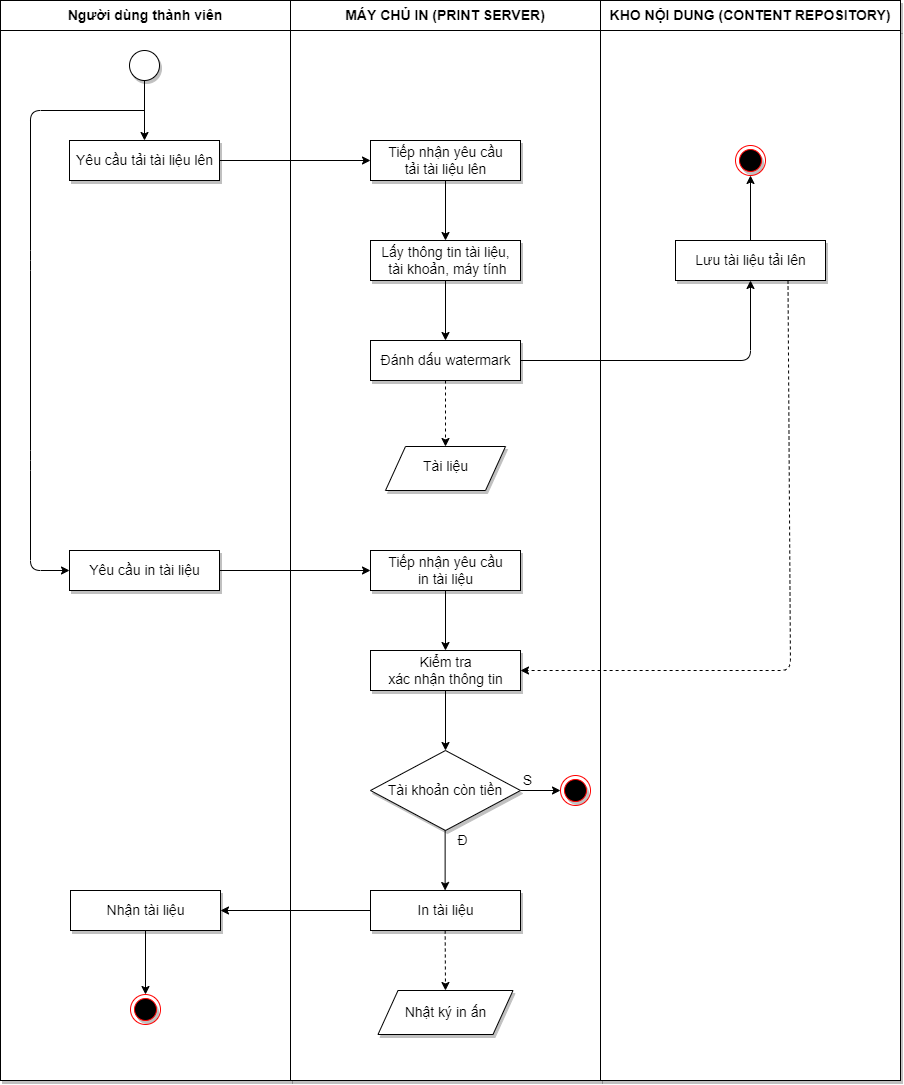 Người dùng thành viên
MÁY CHỦ IN (PRINT SERVER)
KHO NỘI DUNG (CONTENT REPOSITORY)
Yêu cầu tải tài liệu lên
Tiếp nhận yêu cầu
tải tài liệu lên
Lấy thông tin tài liệu,
tài khoản, máy tính
Lưu tài liệu tải lên
Đánh dấu watermark
Tài liệu
Yêu cầu in tài liệu
Tiếp nhận yêu cầu
in tài liệu
Kiểm tra
xác nhận thông tin
Tài khoản còn tiền
S
Đ
Nhận tài liệu
In tài liệu
Nhật ký in ấn